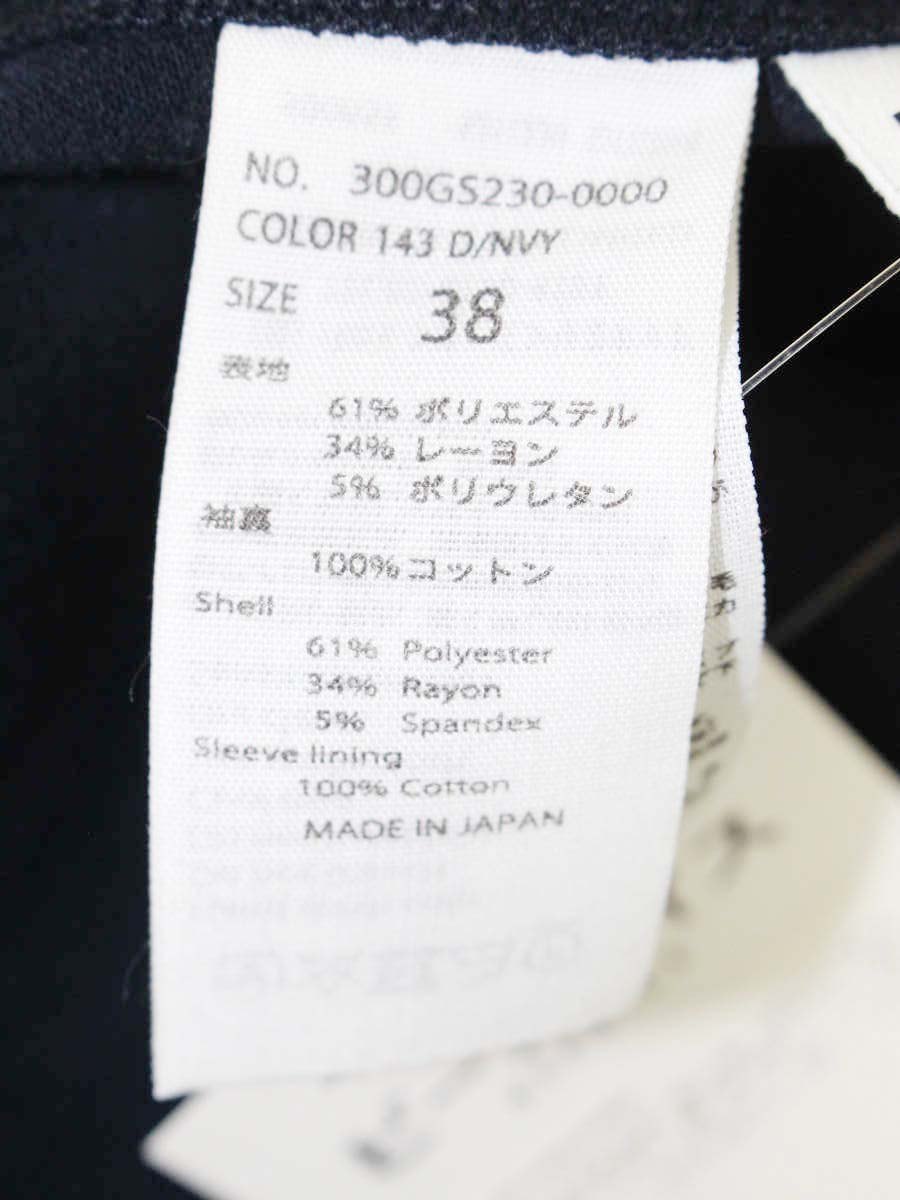 NO. 300GS230-0000
COLOR 143 D/NVY
SIZE 38
表地
61% ポリエステル
34% レーヨン
5% ポリウレタン
袖裏
100% コットン
Shell
61% Polyester
34% Rayon
5% Spandex
Sleeve lining
100% Cotton
MADE IN JAPAN